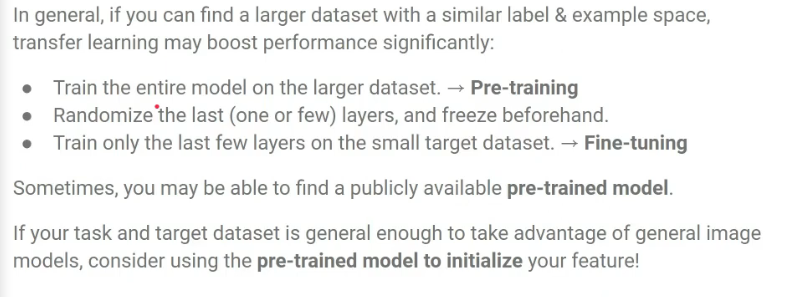 In general, if you can find a larger dataset with a similar label & example space,
transfer learning may boost performance significantly:
● Train the entire model on the larger dataset. → Pre-training
● Randomize the last (one or few) layers, and freeze beforehand.
● Train only the last few layers on the small target dataset. → Fine-tuning
Sometimes, you may be able to find a publicly available pre-trained model.
If your task and target dataset is general enough to take advantage of general image
models, consider using the pre-trained model to initialize your feature!